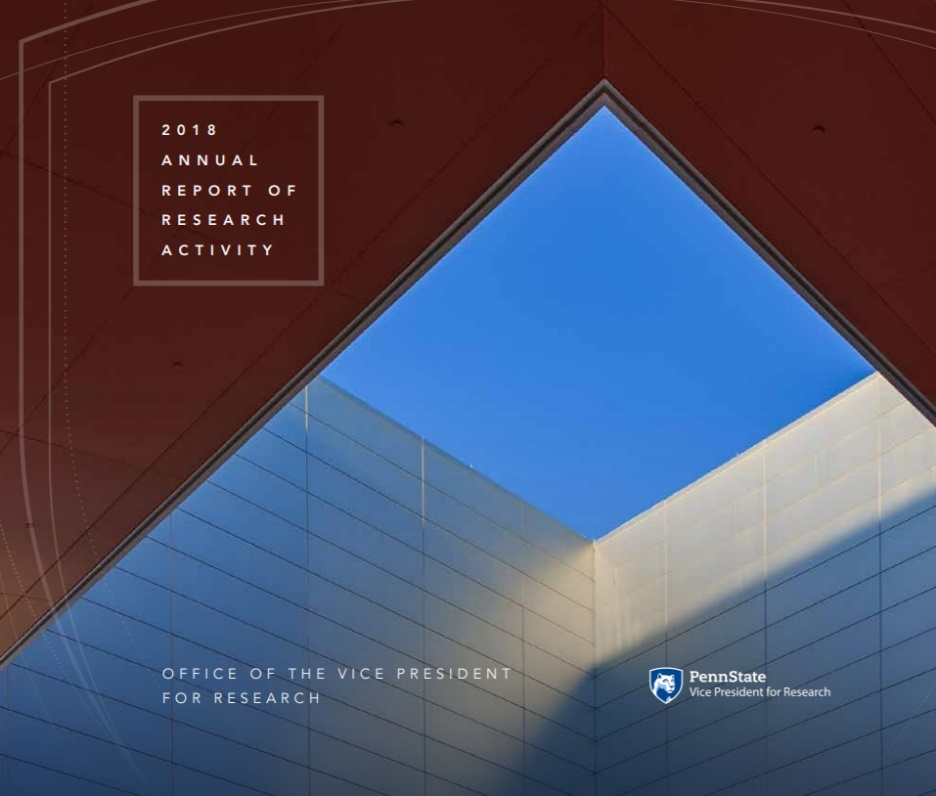 2018
ANNUAL
REPORT OF
RESEARCH
ACTIVITY
OFFICE OF THE VICE PRESIDENT
FOR RESEARCH
PennState
Vice President for Research